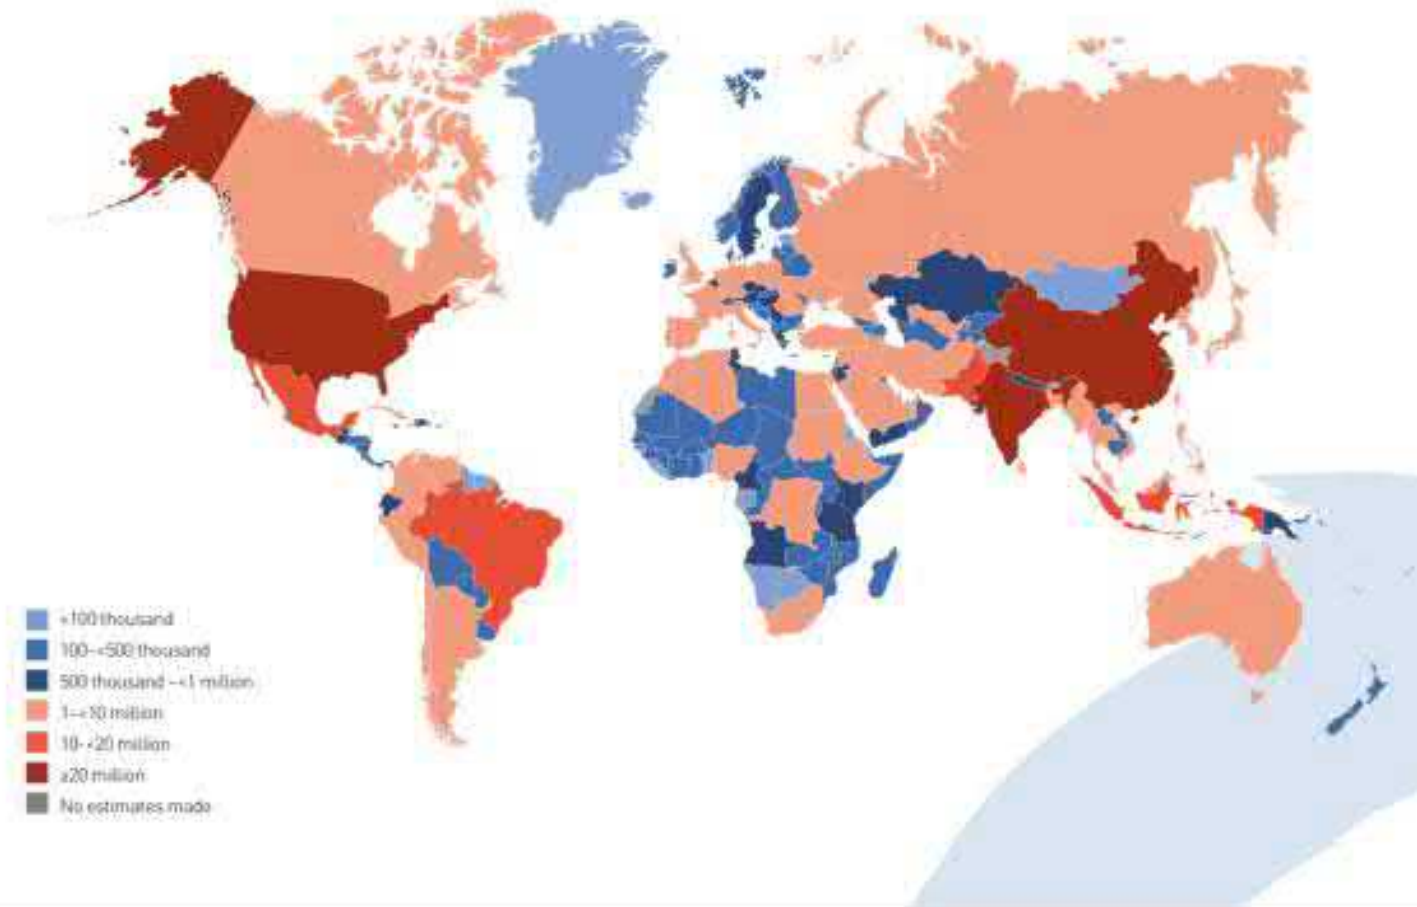 <100 thousand
100-<500 thousand
500 thousand -<1 million
1-<10 million
10-<20 million
≥20 million
No estimates made